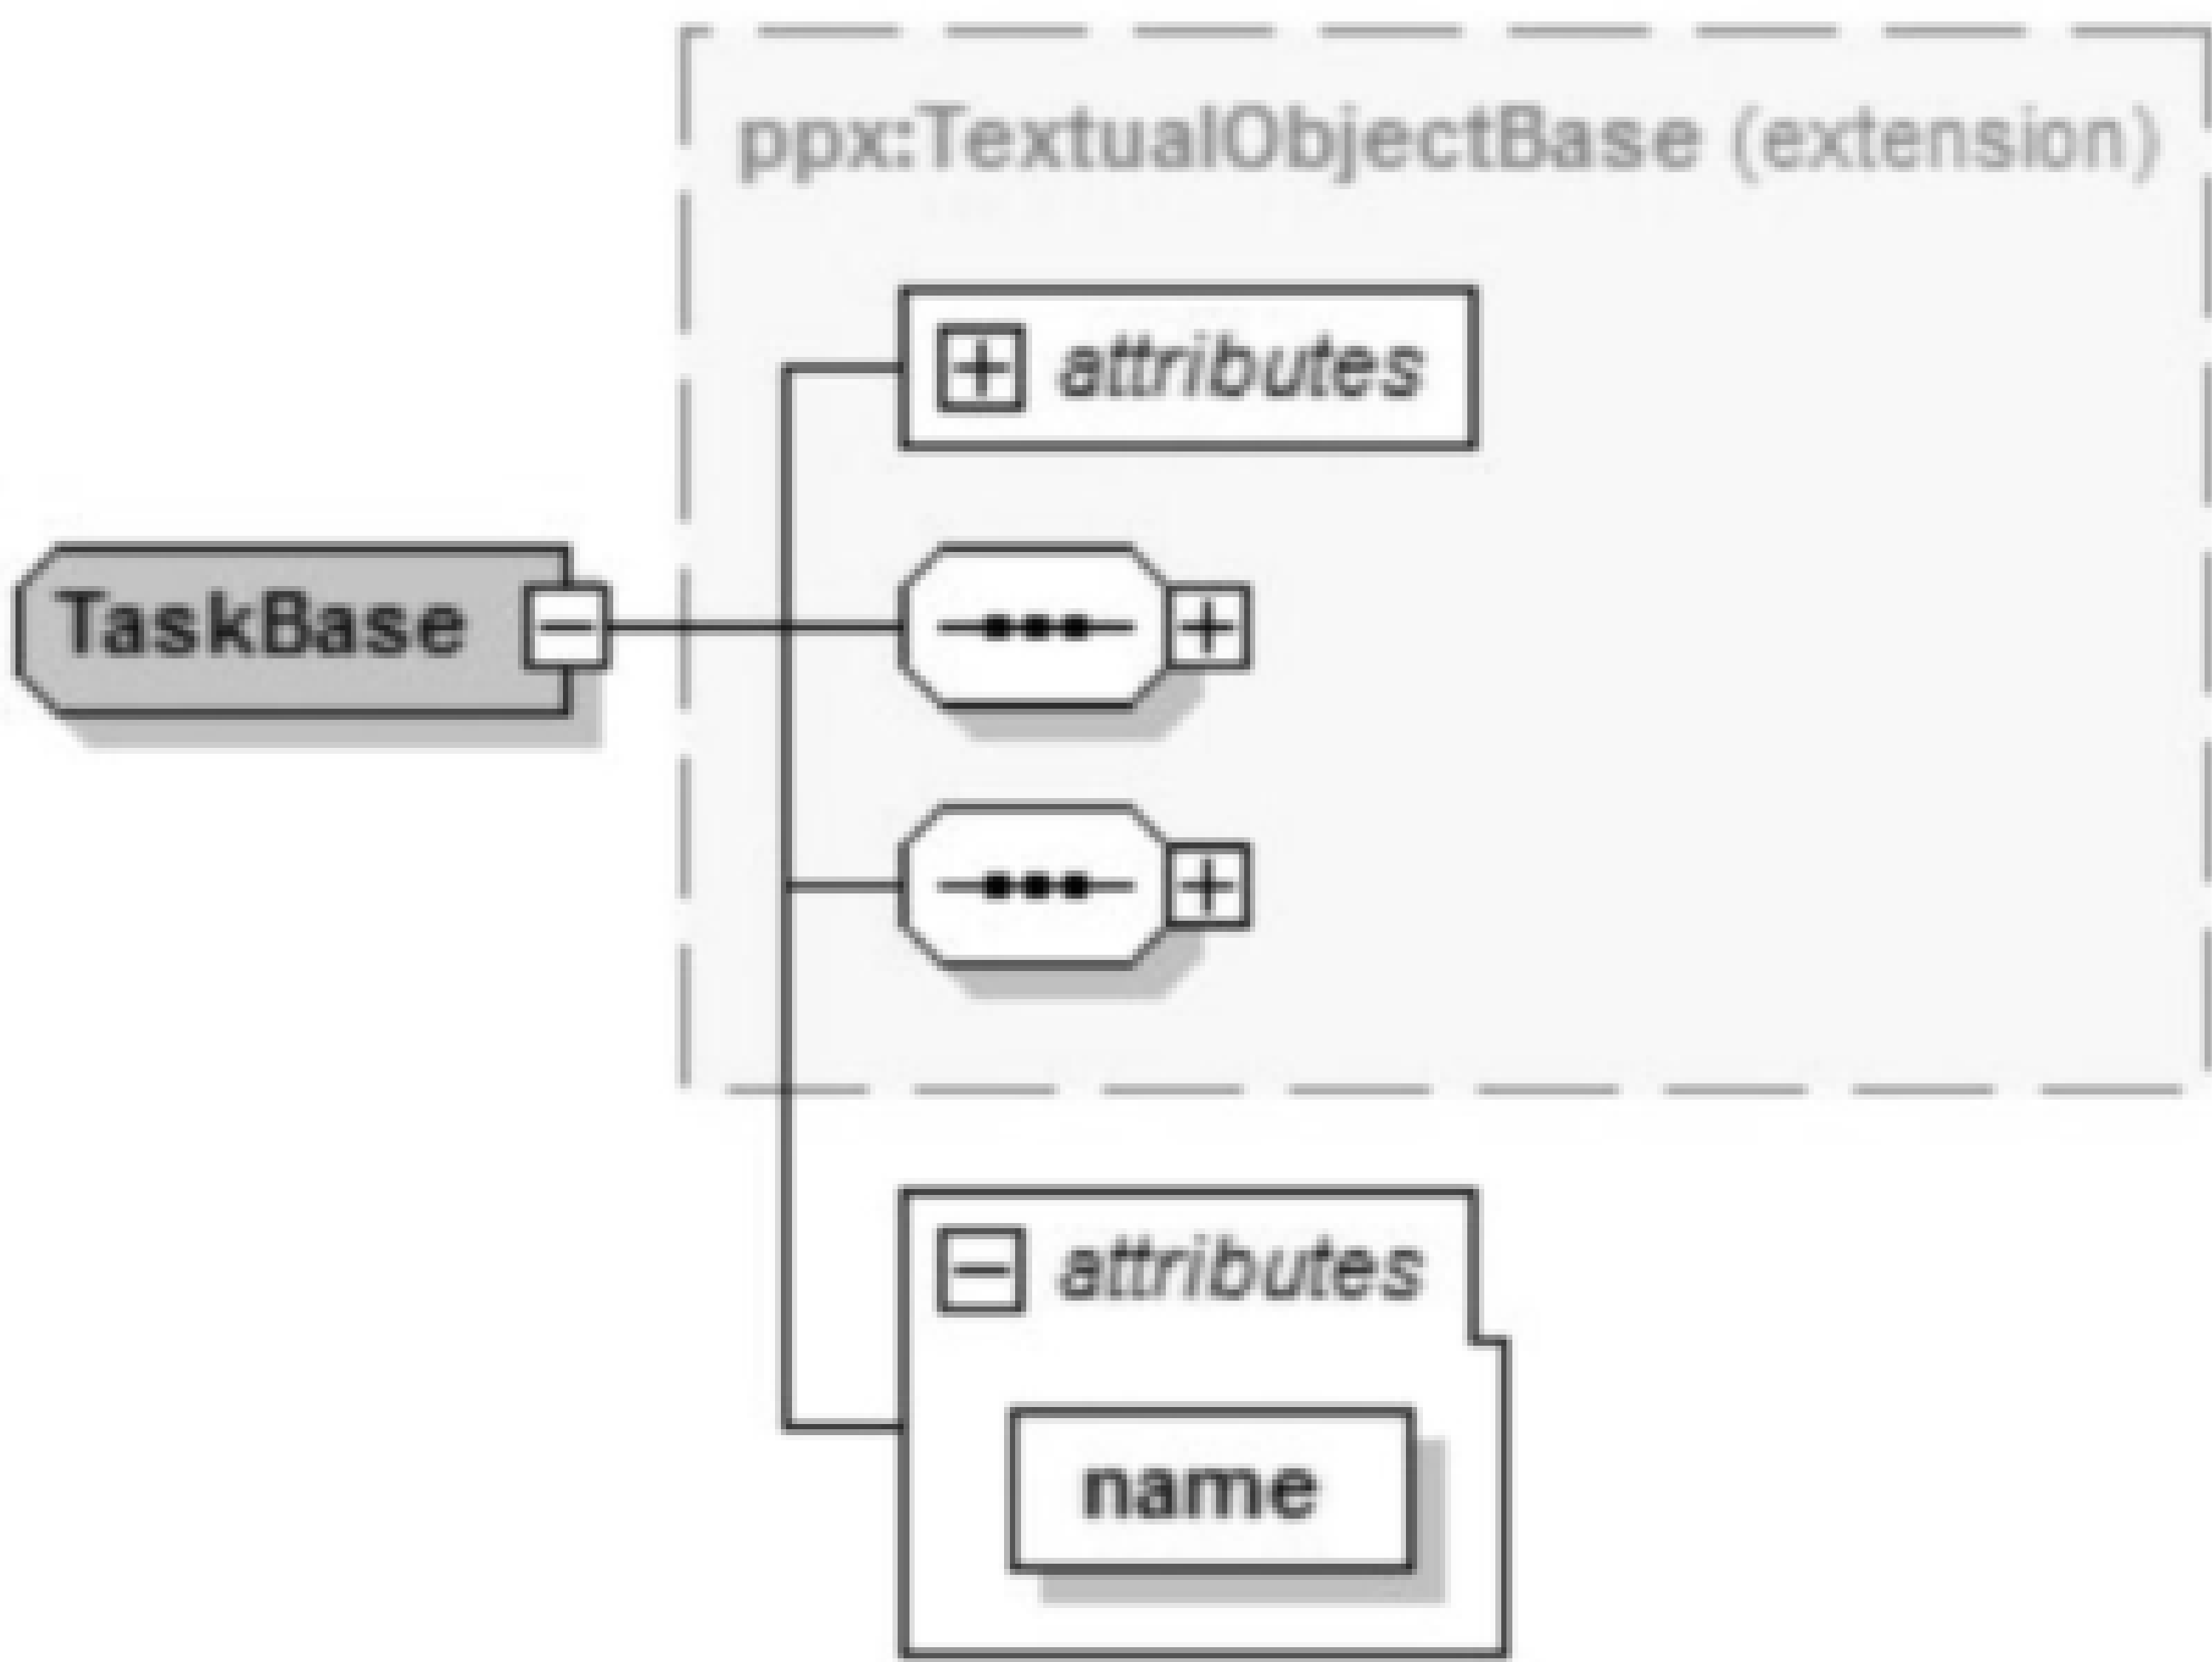 ppx:TextualObjectBase (extension)
attributes
TaskBase
attributes
name